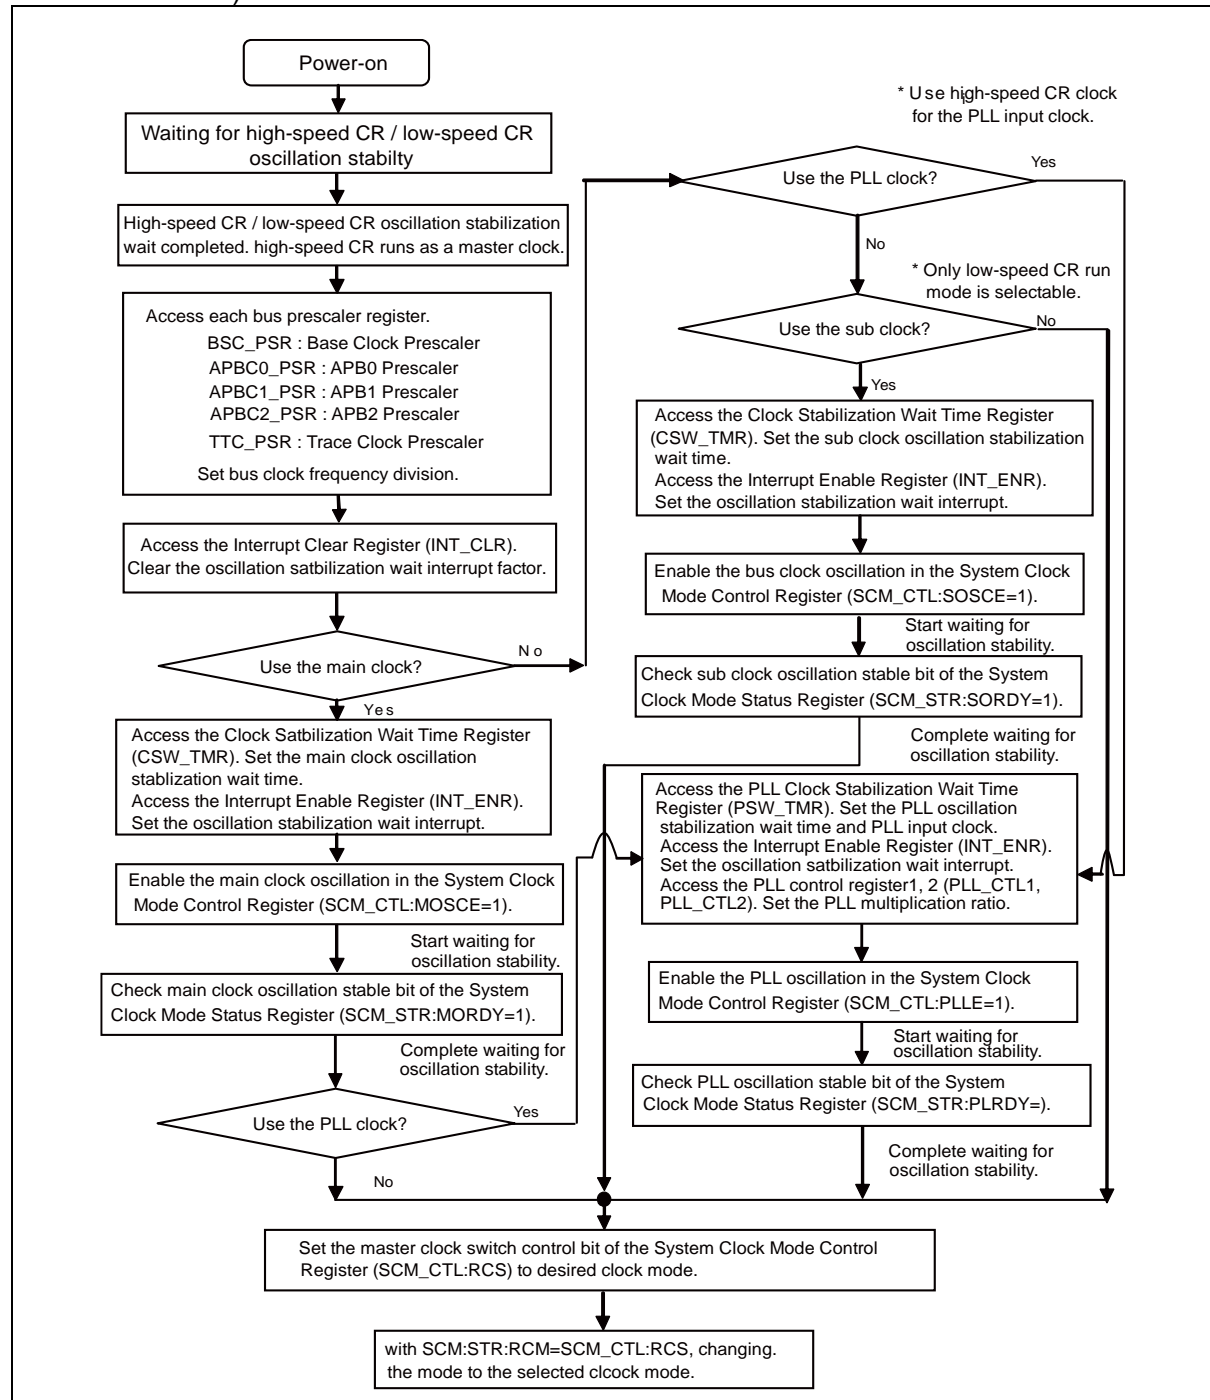 Power-on
Waiting for high-speed CR / low-speed CR
oscillation stabilty
High-speed CR / low-speed CR oscillation stabilization
wait completed. high-speed CR runs as a master clock.
Access each bus prescaler register.
BSC_PSR : Base Clock Prescaler
APBC0_PSR : APB0 Prescaler
APBC1_PSR : APB1 Prescaler
APBC2_PSR : APB2 Prescaler
TTC_PSR : Trace Clock Prescaler
Set bus clock frequency division.
Access the Interrupt Clear Register (INT_CLR).
Clear the oscillation satbilization wait interrupt factor.
Use the main clock?
No
Yes
Access the Clock Satbilization Wait Time Register
(CSW_TMR). Set the main clock oscillation
stablization wait time.
Access the Interrupt Enable Register (INT_ENR).
Set the oscillation stabilization wait interrupt.
Enable the main clock oscillation in the System Clock
Mode Control Register (SCM_CTL:MOSCE=1).
Start waiting for
oscillation stability.
Check main clock oscillation stable bit of the System
Clock Mode Status Register (SCM_STR:MORDY=1).
Complete waiting for
oscillation stability.
Use the PLL clock?
Yes
No
* Use high-speed CR clock
for the PLL input clock.
Use the PLL clock?
Yes
No
* Only low-speed CR run
mode is selectable.
Use the sub clock?
No
Yes
Access the Clock Stabilization Wait Time Register
(CSW_TMR). Set the sub clock oscillation stabilization
wait time.
Access the Interrupt Enable Register (INT_ENR).
Set the oscillation stabilization wait interrupt.
Enable the bus clock oscillation in the System Clock
Mode Control Register (SCM_CTL:SOSCE=1).
Start waiting for
oscillation stability.
Check sub clock oscillation stable bit of the System
Clock Mode Status Register (SCM_STR:SORDY=1).
Complete waiting for
oscillation stability.
Access the PLL Clock Stabilization Wait Time
Register (PSW_TMR). Set the PLL oscillation
stabilization wait time and PLL input clock.
Access the Interrupt Enable Register (INT_ENR).
Set the oscillation satbilization wait interrupt.
Access the PLL control register1, 2 (PLL_CTL1,
PLL_CTL2). Set the PLL multiplication ratio.
Enable the PLL oscillation in the System Clock
Mode Control Register (SCM_CTL:PLLE=1).
Start waiting for
oscillation stability.
Check PLL oscillation stable bit of the System
Clock Mode Status Register (SCM_STR:PLRDY=).
Complete waiting for
oscillation stability.
Set the master clock switch control bit of the System Clock Mode Control
Register (SCM_CTL:RCS) to desired clock mode.
with SCM:STR:RCM=SCM_CTL:RCS, changing.
the mode to the selected clcock mode.